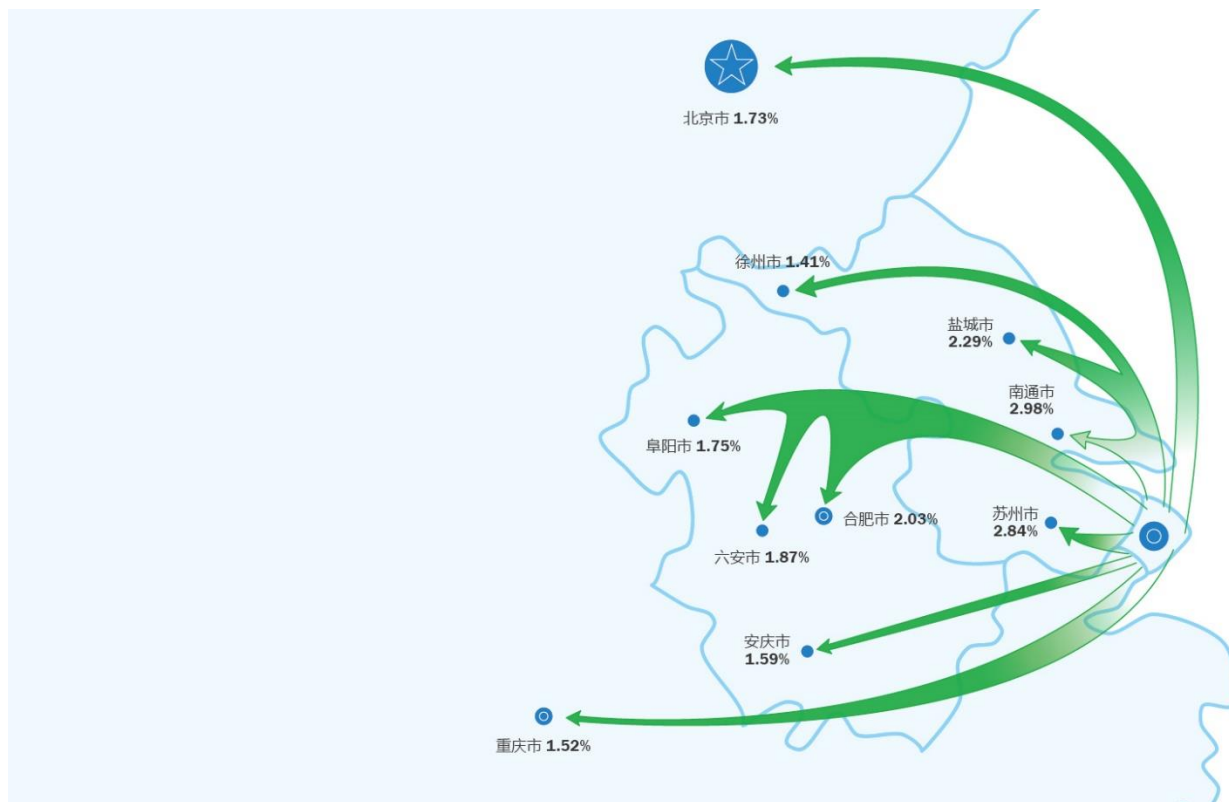 北京市 1.73%
徐州市 1.41%
盐城市
2.29%
南通市
2.98%
阜阳市 1.75%
苏州市
2.84%
合肥市 2.03%
六安市 1.87%
安庆市
1.59%
重庆市 1.52%